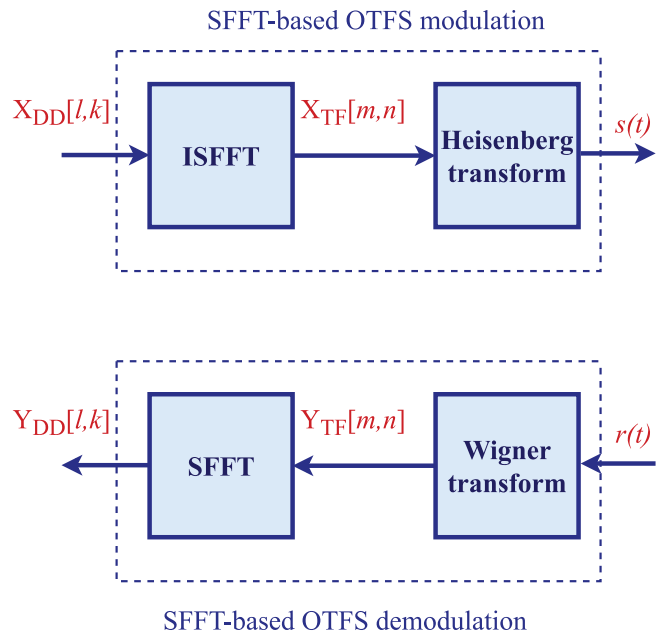 SFFT-based OTFS modulation
X_DD[l,k]
ISFFT
X_TF[m,n]
Heisenberg
transform
s(t)
Y_DD[l,k]
SFFT
Y_TF[m,n]
Wigner
transform
r(t)
SFFT-based OTFS demodulation